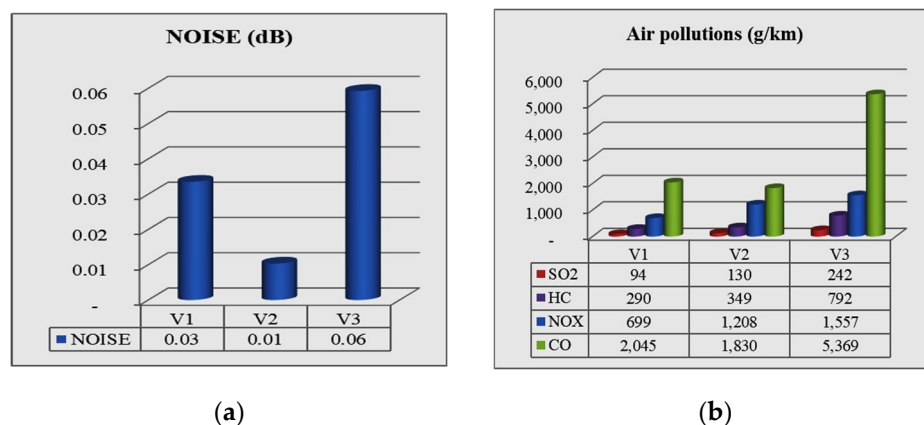 NOISE (dB)
0.06
0.05
0.04
0.03
0.02
0.01
-
V1 V2 V3
NOISE 0.03 0.01 0.06
(a)
Air pollutions (g/km)
6,000
5,000
4,000
3,000
2,000
1,000
-
V1 V2 V3
SO2 94 130 242
HC 290 349 792
NOX 699 1,208 1,557
CO 2,045 1,830 5,369
(b)